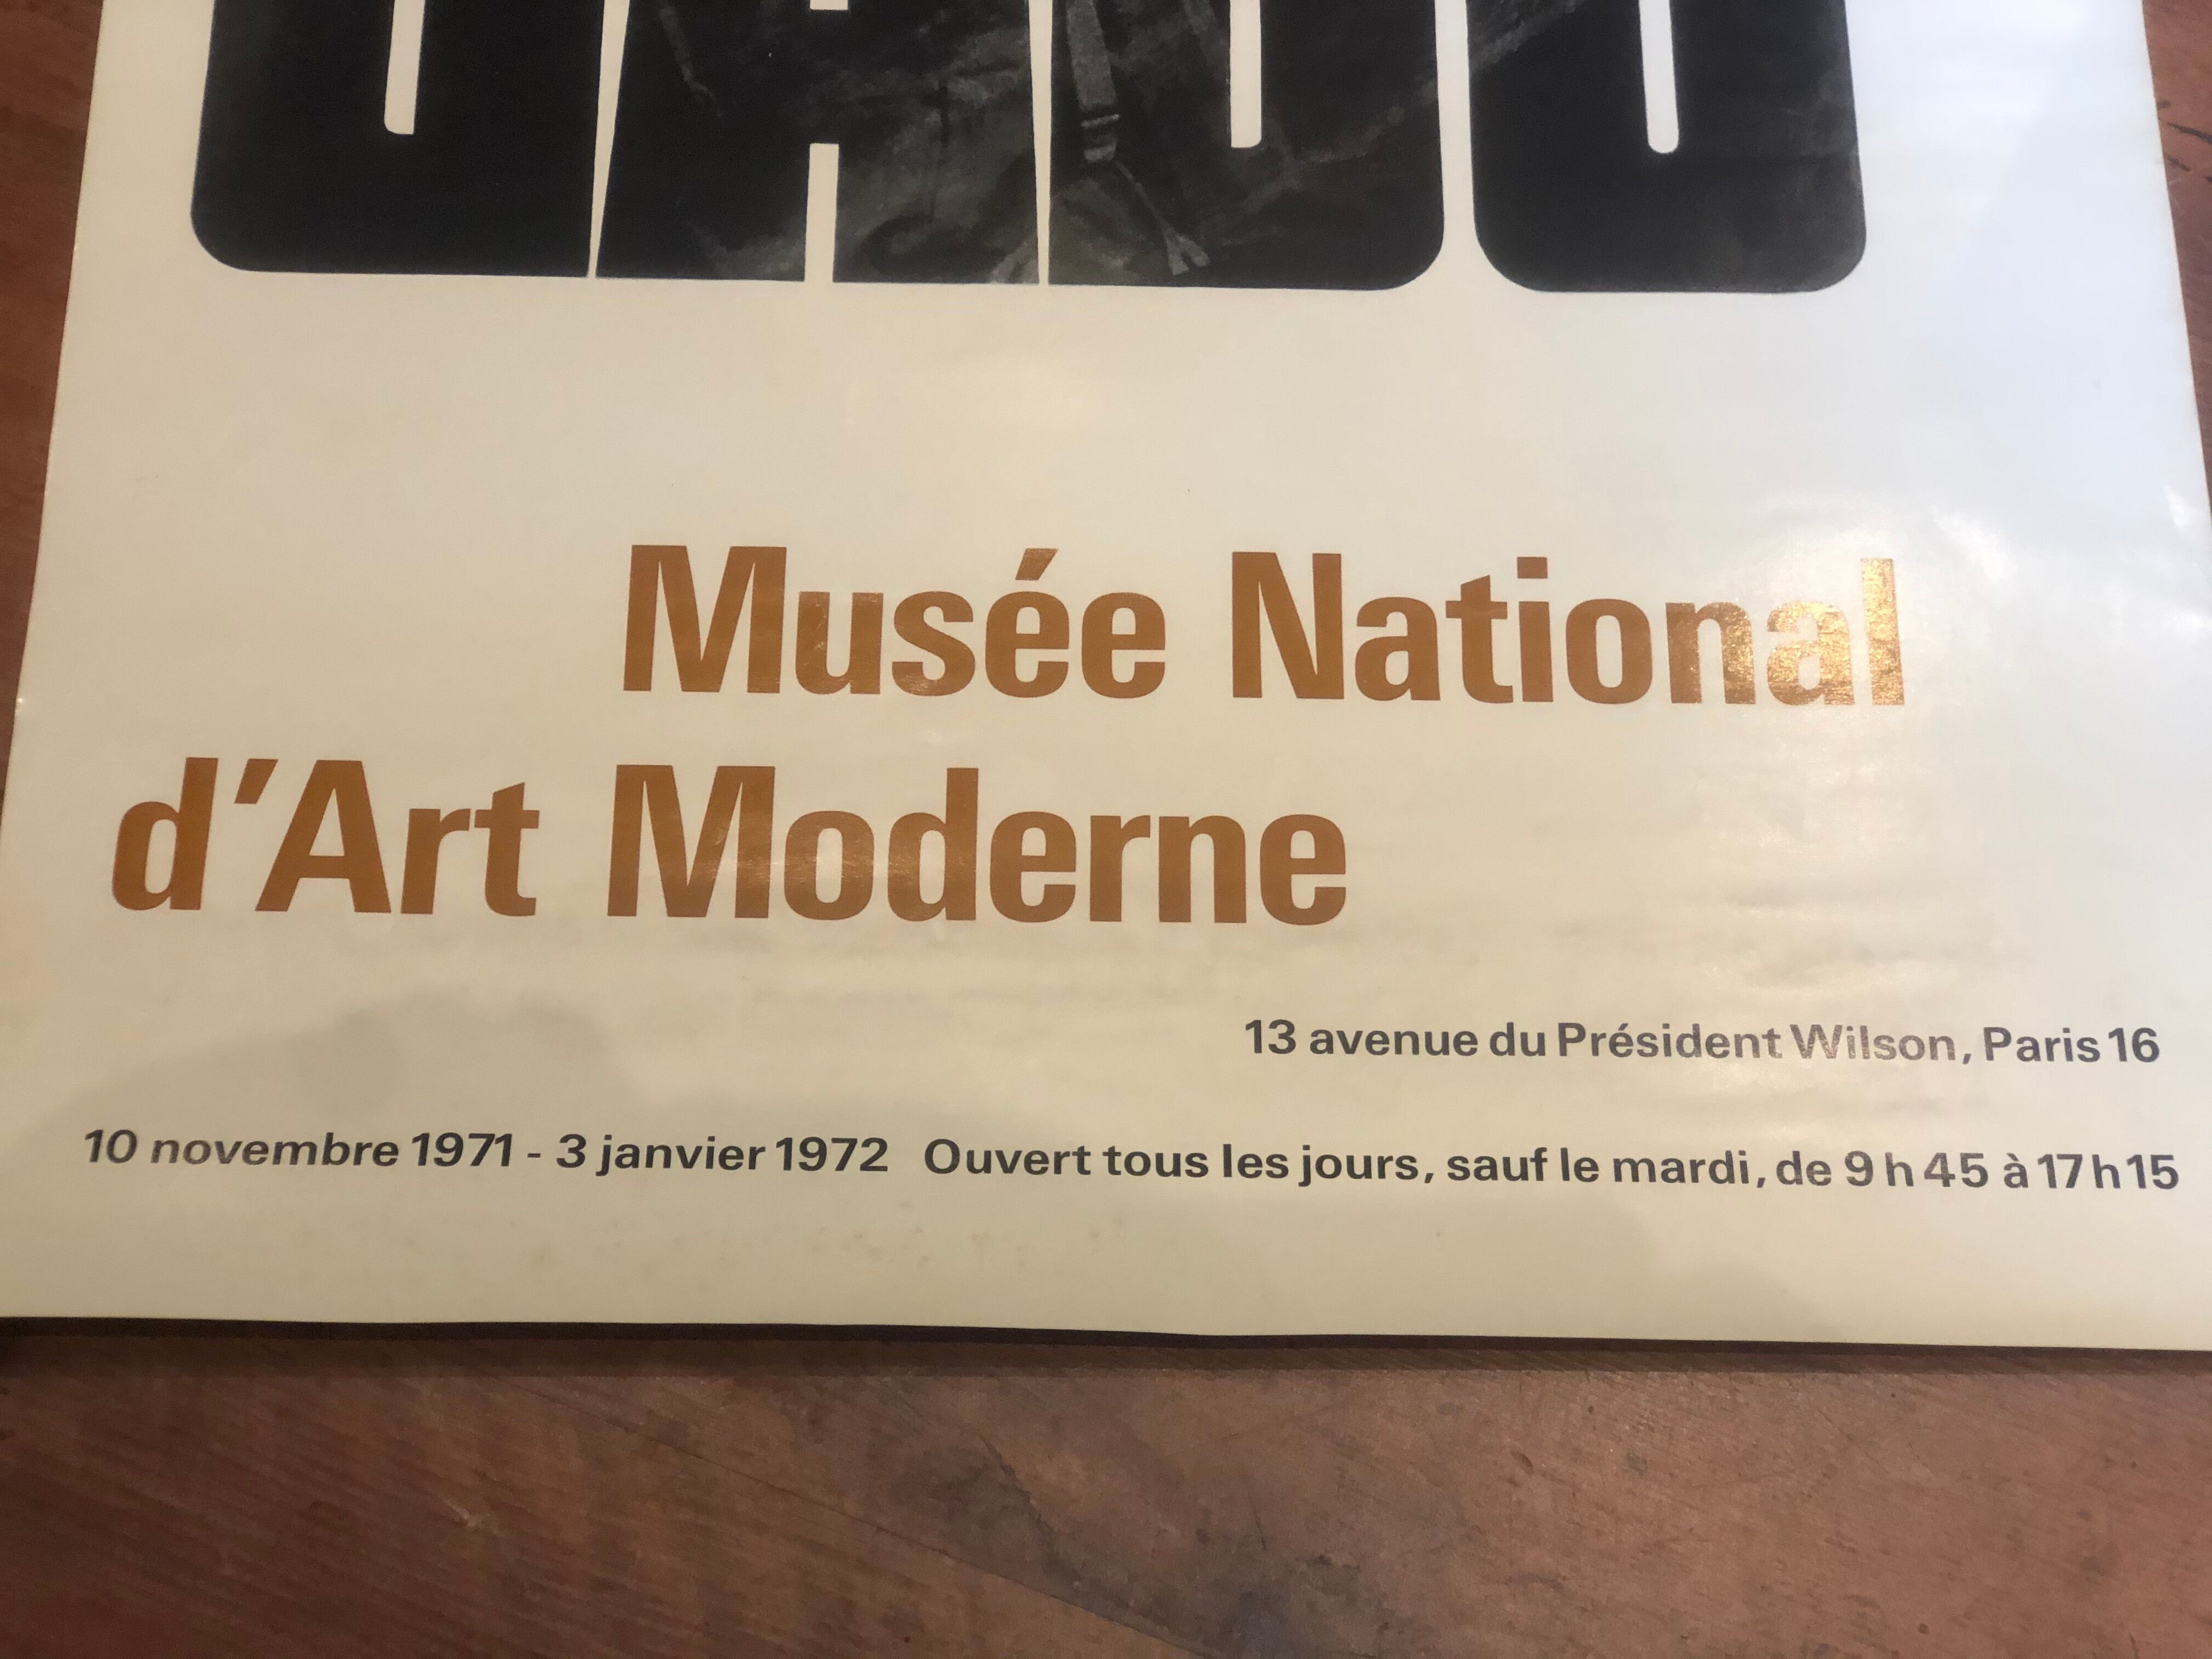 Musée National
d'Art Moderne
13 avenue du Président Wilson, Paris 16
10 novembre 1971 - 3 janvier 1972 Ouvert tous les jours, sauf le mardi, de 9 h 45 à 17 h 15